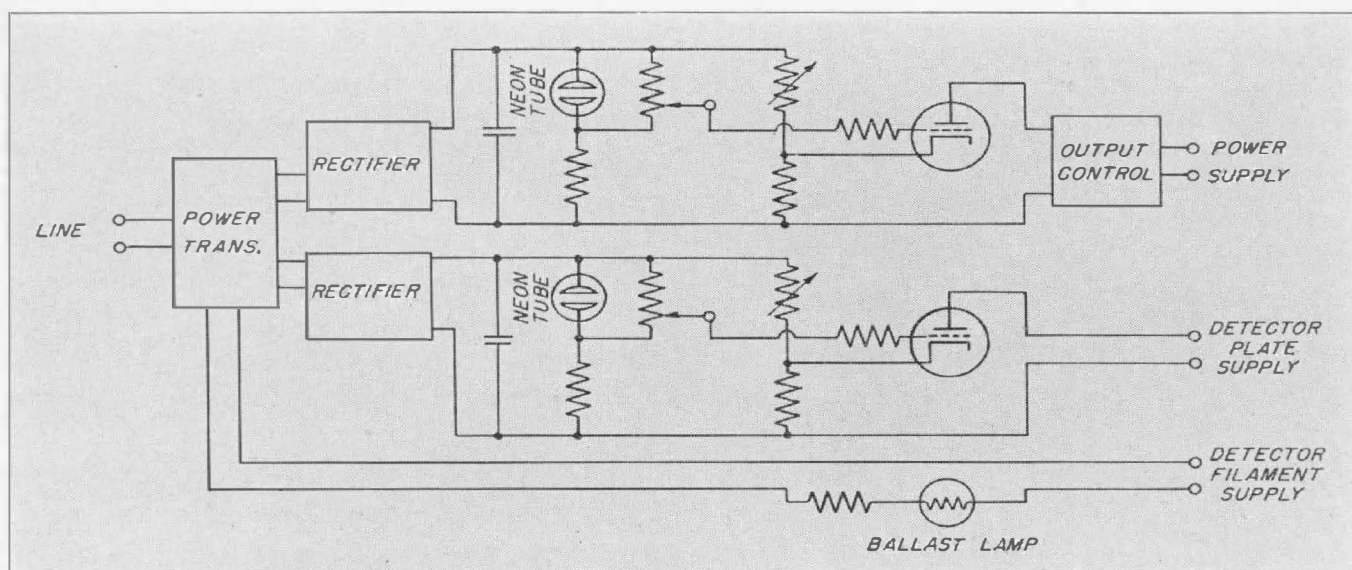 LINE
POWER
TRANS.
RECTIFIER
NEON
TUBE
OUTPUT
CONTROL
POWER
SUPPLY
RECTIFIER
NEON
TUBE
DETECTOR
PLATE
SUPPLY
DETECTOR
FILAMENT
SUPPLY
BALLAST LAMP